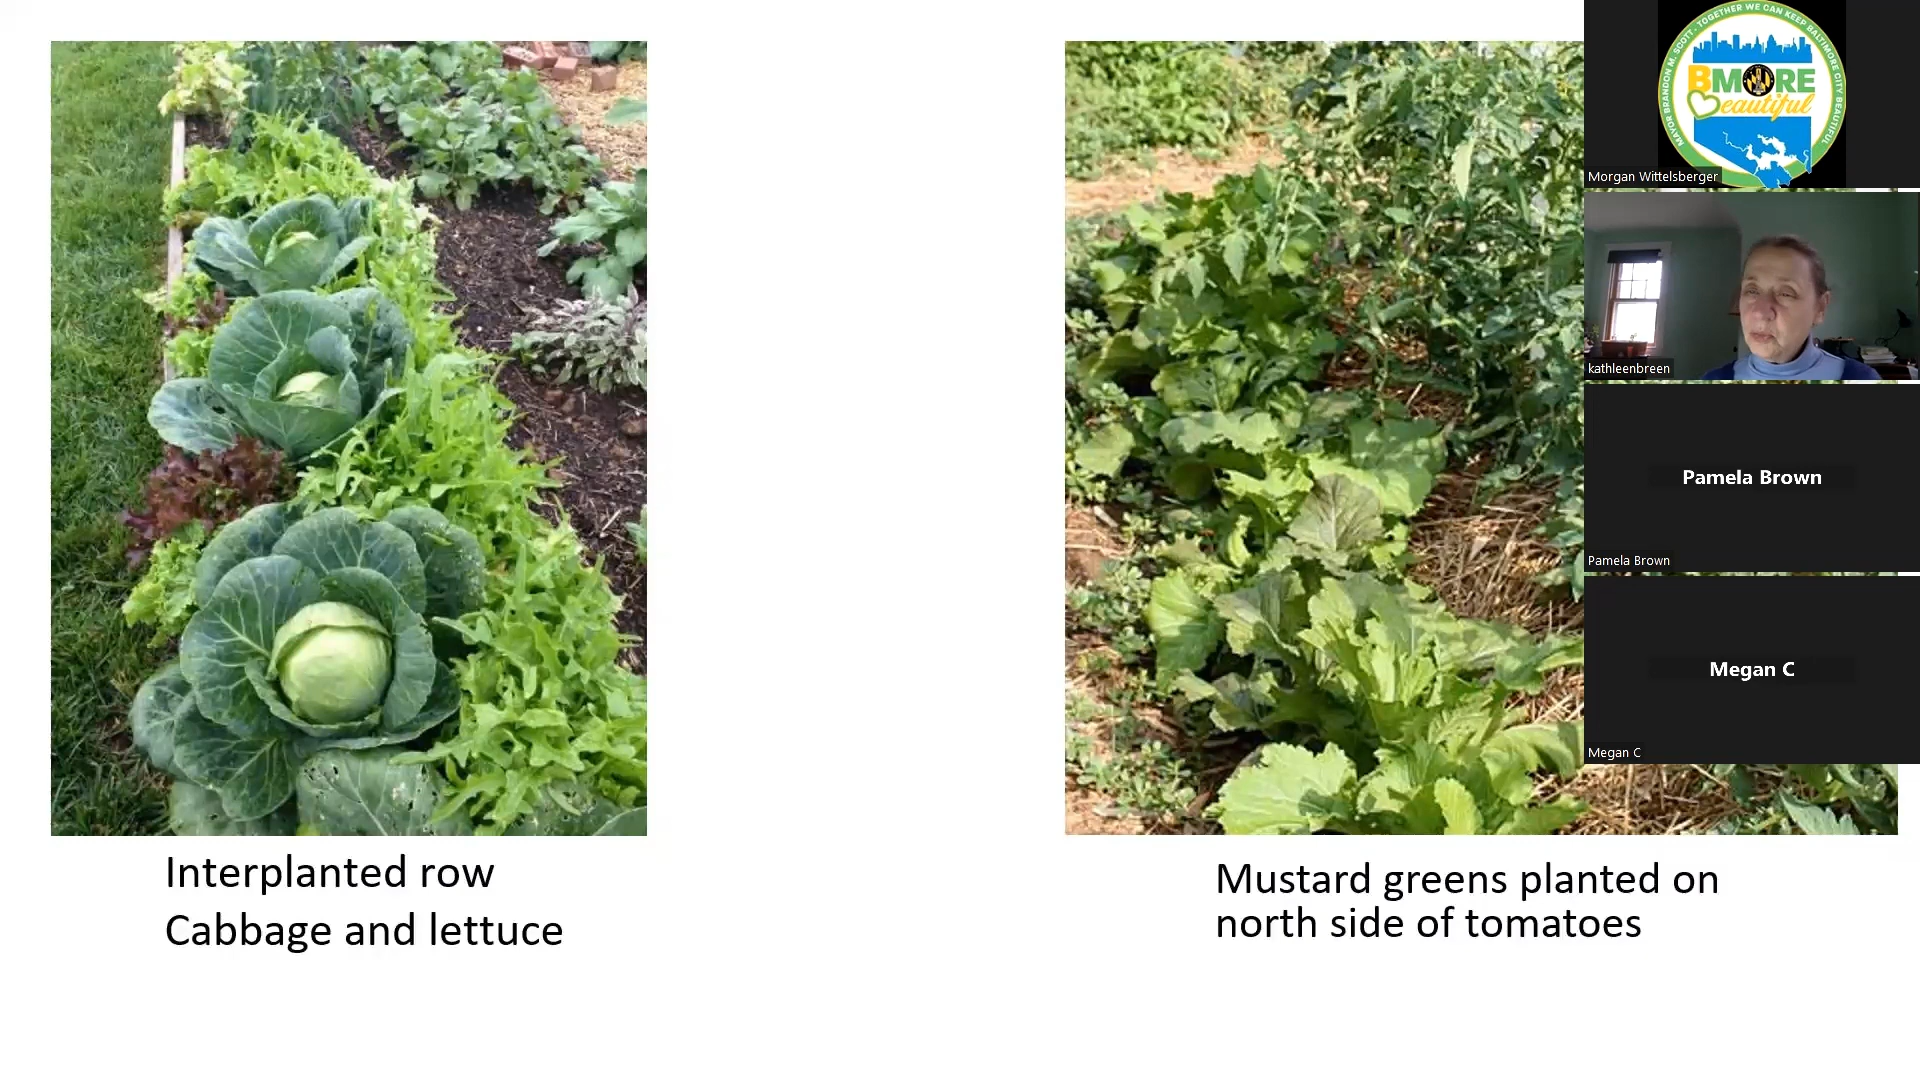 MAYOR BRANDON M. SCOTT · TOGETHER WE CAN KEEP BALTIMORE CITY BEAUTIFUL
BMORE
Beautiful
Morgan Wittelsberger
kathleenbreen
Pamela Brown
Pamela Brown
Megan C
Megan C
Interplanted row
Cabbage and lettuce
Mustard greens planted on
north side of tomatoes